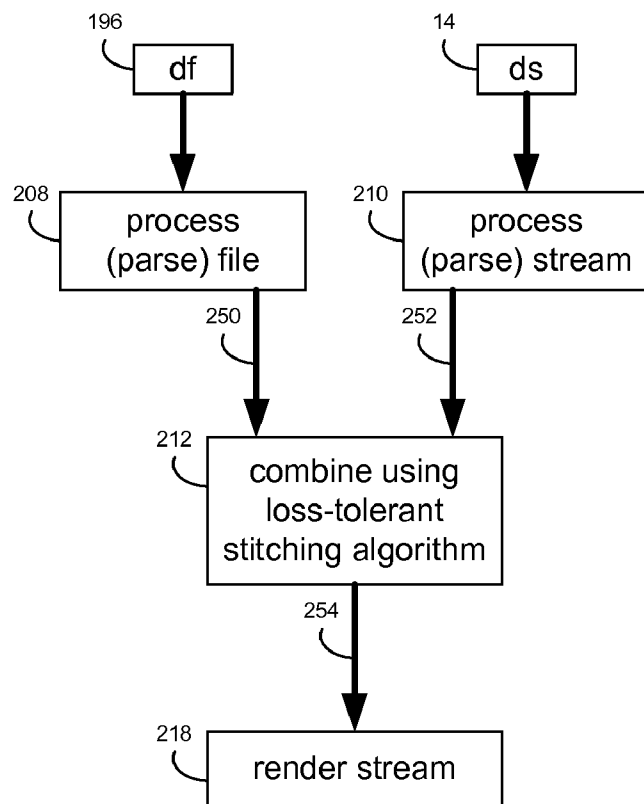 196
df
14
ds
208
process
(parse) file
210
process
(parse) stream
250
252
212
combine using
loss-tolerant
stitching algorithm
254
218
render stream